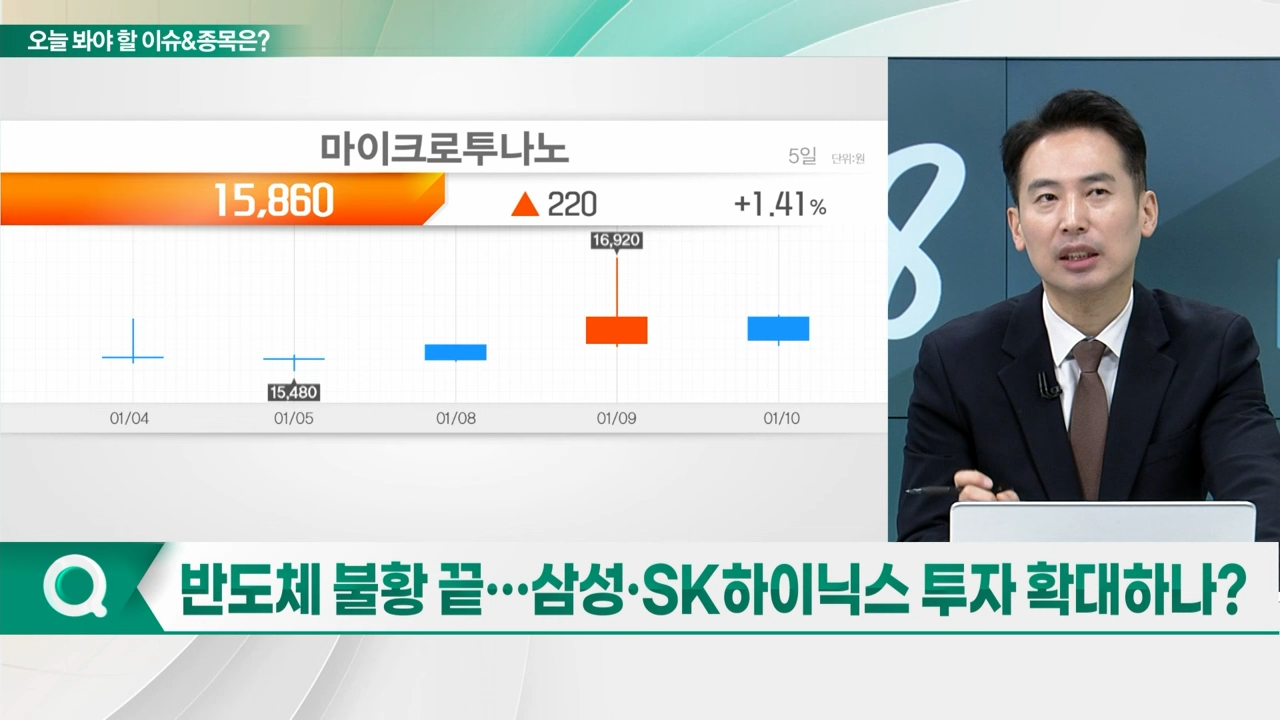 오늘 봐야 할 이슈&종목은?
마이크로투나노
5일 단위:원
15,860 ▲ 220 +1.41%
16,920
15,480
01/04 01/05 01/08 01/09 01/10
반도체 불황 끝…삼성·SK하이닉스 투자 확대하나?